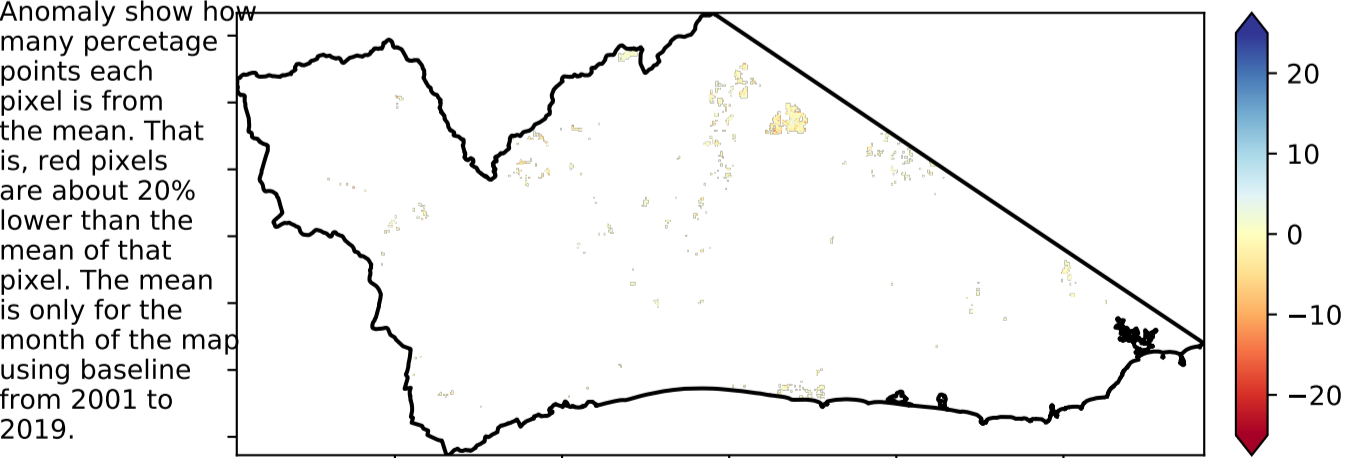 Anomaly show how
many percetage
points each
pixel is from
the mean. That
is, red pixels
are about 20%
lower than the
mean of that
pixel. The mean
is only for the
month of the map
using baseline
from 2001 to
2019.
20
10
0
−10
−20